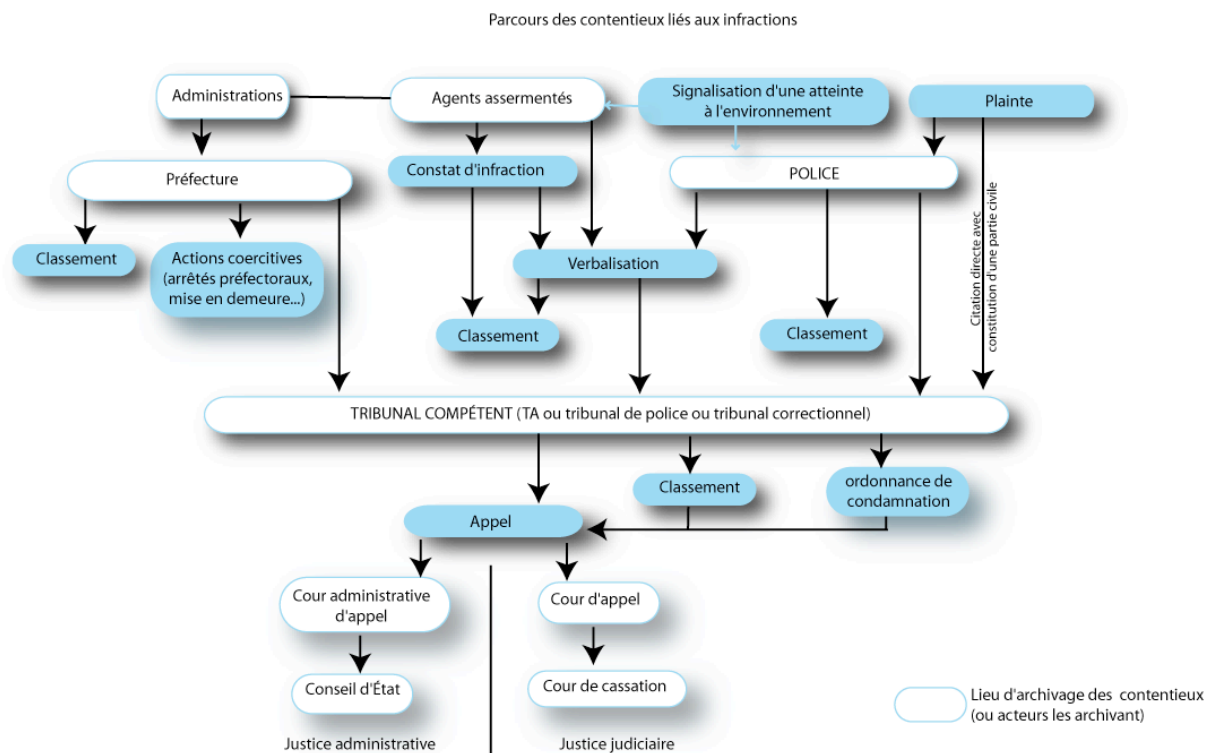 Parcours des contentieux liés aux infractions
Administrations
Agents assermentés
Signalisation d'une atteinte
à l'environnement
Plainte
Préfecture
Constat d'infraction
POLICE
Classement
Actions coercitives
(arrêtés préfectoraux,
mise en demeure...)
Verbalisation
Citation directe avec
constitution d'une partie civile
Classement
Classement
TRIBUNAL COMPÉTENT (TA ou tribunal de police ou tribunal correctionnel)
Classement
ordonnance de
condamnation
Appel
Cour administrative
d'appel
Cour d'appel
Conseil d'État
Cour de cassation
Lieu d'archivage des contentieux
(ou acteurs les archivant)
Justice administrative
Justice judiciaire